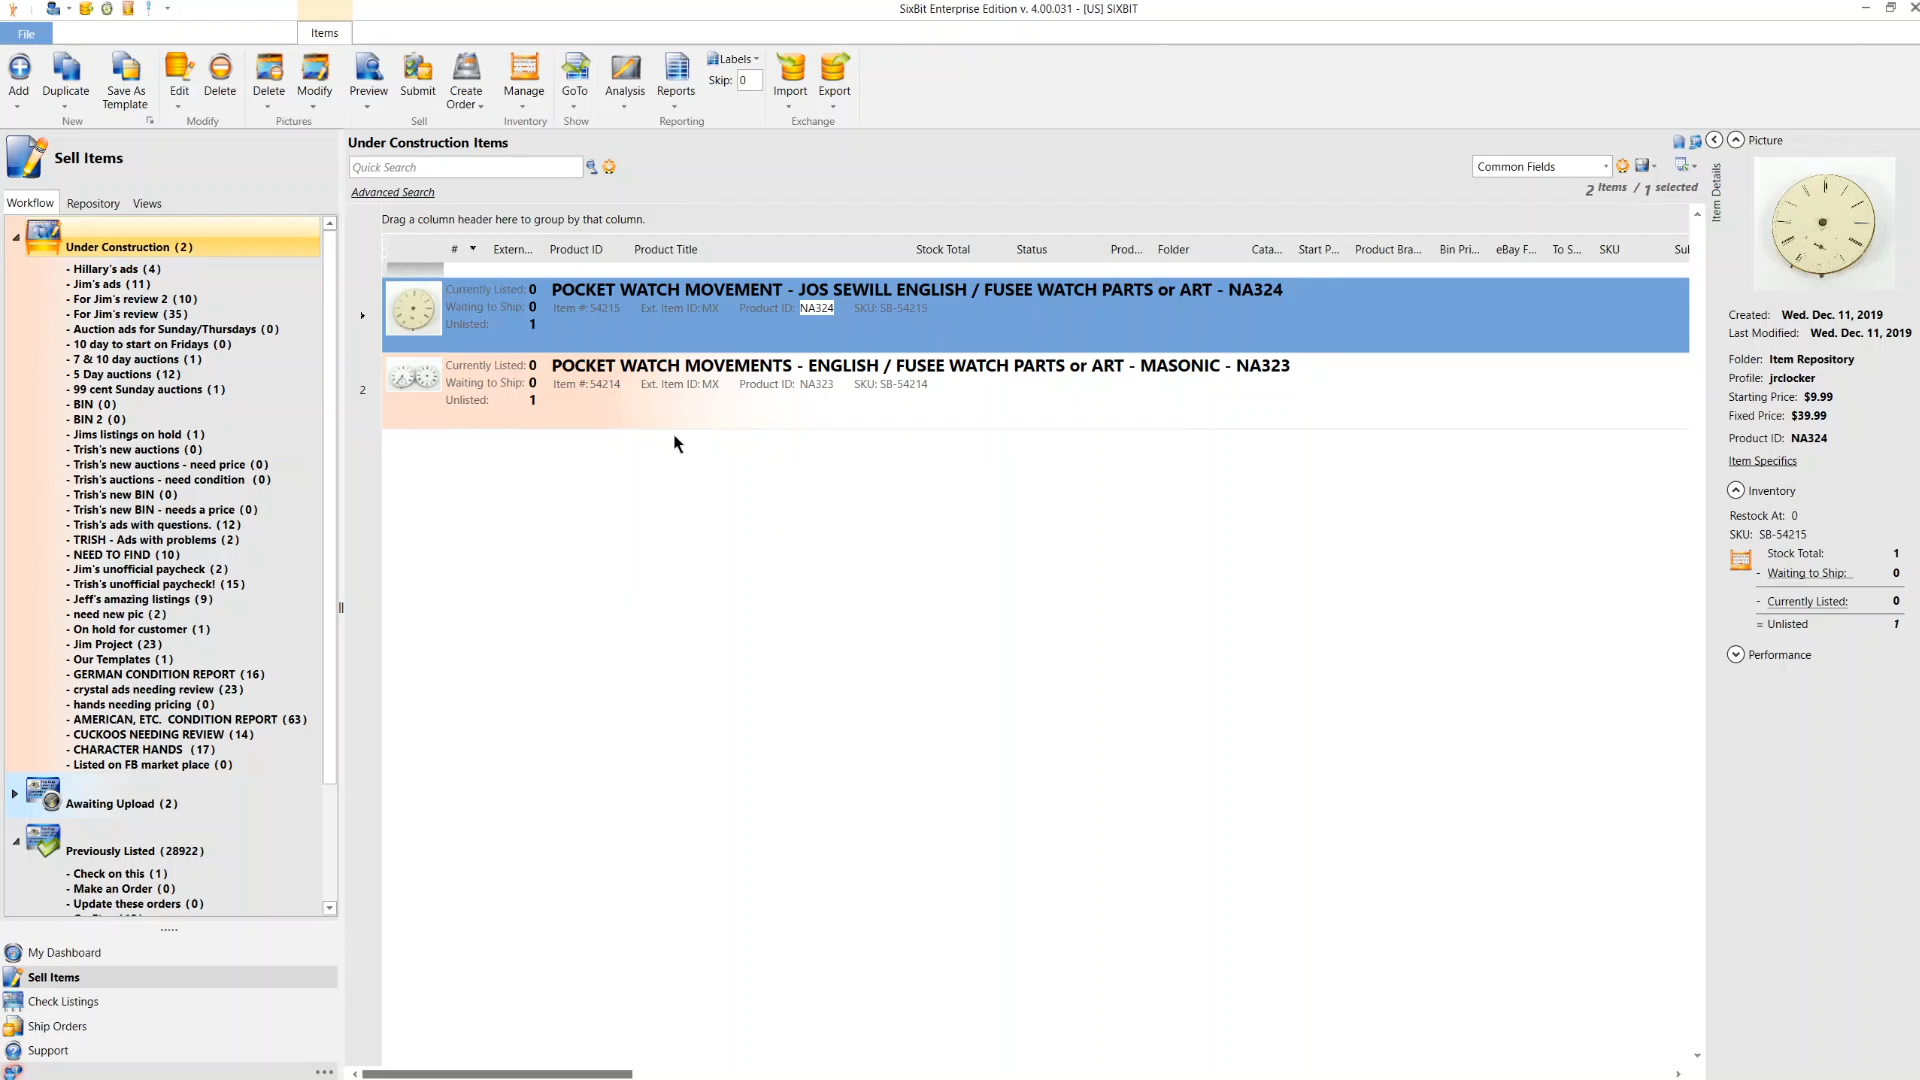 SixBit Enterprise Edition v. 4.00.031 - [US] SIXBIT
File
Items
Add
Duplicate
Save As Template
New
Edit
Delete
Modify
Delete
Modify
Pictures
Preview
Submit
Create Order
Sell
Manage
Inventory
GoTo
Show
Analysis
Reports
Labels
Skip: 0
Reporting
Import
Export
Exchange
Sell Items
Workflow
Repository
Views
Under Construction (2)
- Hillary's ads (4)
- Jim's ads (11)
- For Jim's review 2 (10)
- For Jim's review (35)
- Auction ads for Sunday/Thursdays (0)
- 10 day to start on Fridays (0)
- 7 & 10 day auctions (1)
- 5 Day auctions (12)
- 99 cent Sunday auctions (1)
- BIN (0)
- BIN 2 (0)
- Jims listings on hold (1)
- Trish's new auctions (0)
- Trish's new auctions - need price (0)
- Trish's auctions - need condition (0)
- Trish's new BIN (0)
- Trish's new BIN - needs a price (0)
- Trish's ads with questions. (12)
- TRISH - Ads with problems (2)
- NEED TO FIND (10)
- Jim's unofficial paycheck (2)
- Trish's unofficial paycheck! (15)
- Jeff's amazing listings (9)
- need new pic (2)
- On hold for customer (1)
- Jim Project (23)
- Our Templates (1)
- GERMAN CONDITION REPORT (16)
- crystal ads needing review (23)
- hands needing pricing (0)
- AMERICAN, ETC. CONDITION REPORT (63)
- CUCKOOS NEEDING REVIEW (14)
- CHARACTER HANDS (17)
- Listed on FB market place (0)
Awaiting Upload (2)
Previously Listed (28922)
- Check on this (1)
- Make an Order (0)
- Update these orders (0)
My Dashboard
Sell Items
Check Listings
Ship Orders
Support
Under Construction Items
Quick Search
Advanced Search
Common Fields
2 Items / 1 selected
Drag a column header here to group by that column.
# Extern... Product ID Product Title Stock Total Status Prod... Folder Cata... Start P... Product Bra... Bin Pri... eBay F... To S... SKU Sul
Currently Listed: 0
Waiting to Ship: 0
Unlisted: 1
POCKET WATCH MOVEMENT - JOS SEWILL ENGLISH / FUSEE WATCH PARTS or ART - NA324
Item #: 54215 Ext. Item ID: MX Product ID: NA324 SKU: SB-54215
2
Currently Listed: 0
Waiting to Ship: 0
Unlisted: 1
POCKET WATCH MOVEMENTS - ENGLISH / FUSEE WATCH PARTS or ART - MASONIC - NA323
Item #: 54214 Ext. Item ID: MX Product ID: NA323 SKU: SB-54214
Item Details
Picture
Created: Wed. Dec. 11, 2019
Last Modified: Wed. Dec. 11, 2019
Folder: Item Repository
Profile: jrclocker
Starting Price: $9.99
Fixed Price: $39.99
Product ID: NA324
Item Specifics
Inventory
Restock At: 0
SKU: SB-54215
Stock Total: 1
- Waiting to Ship: 0
- Currently Listed: 0
= Unlisted 1
Performance